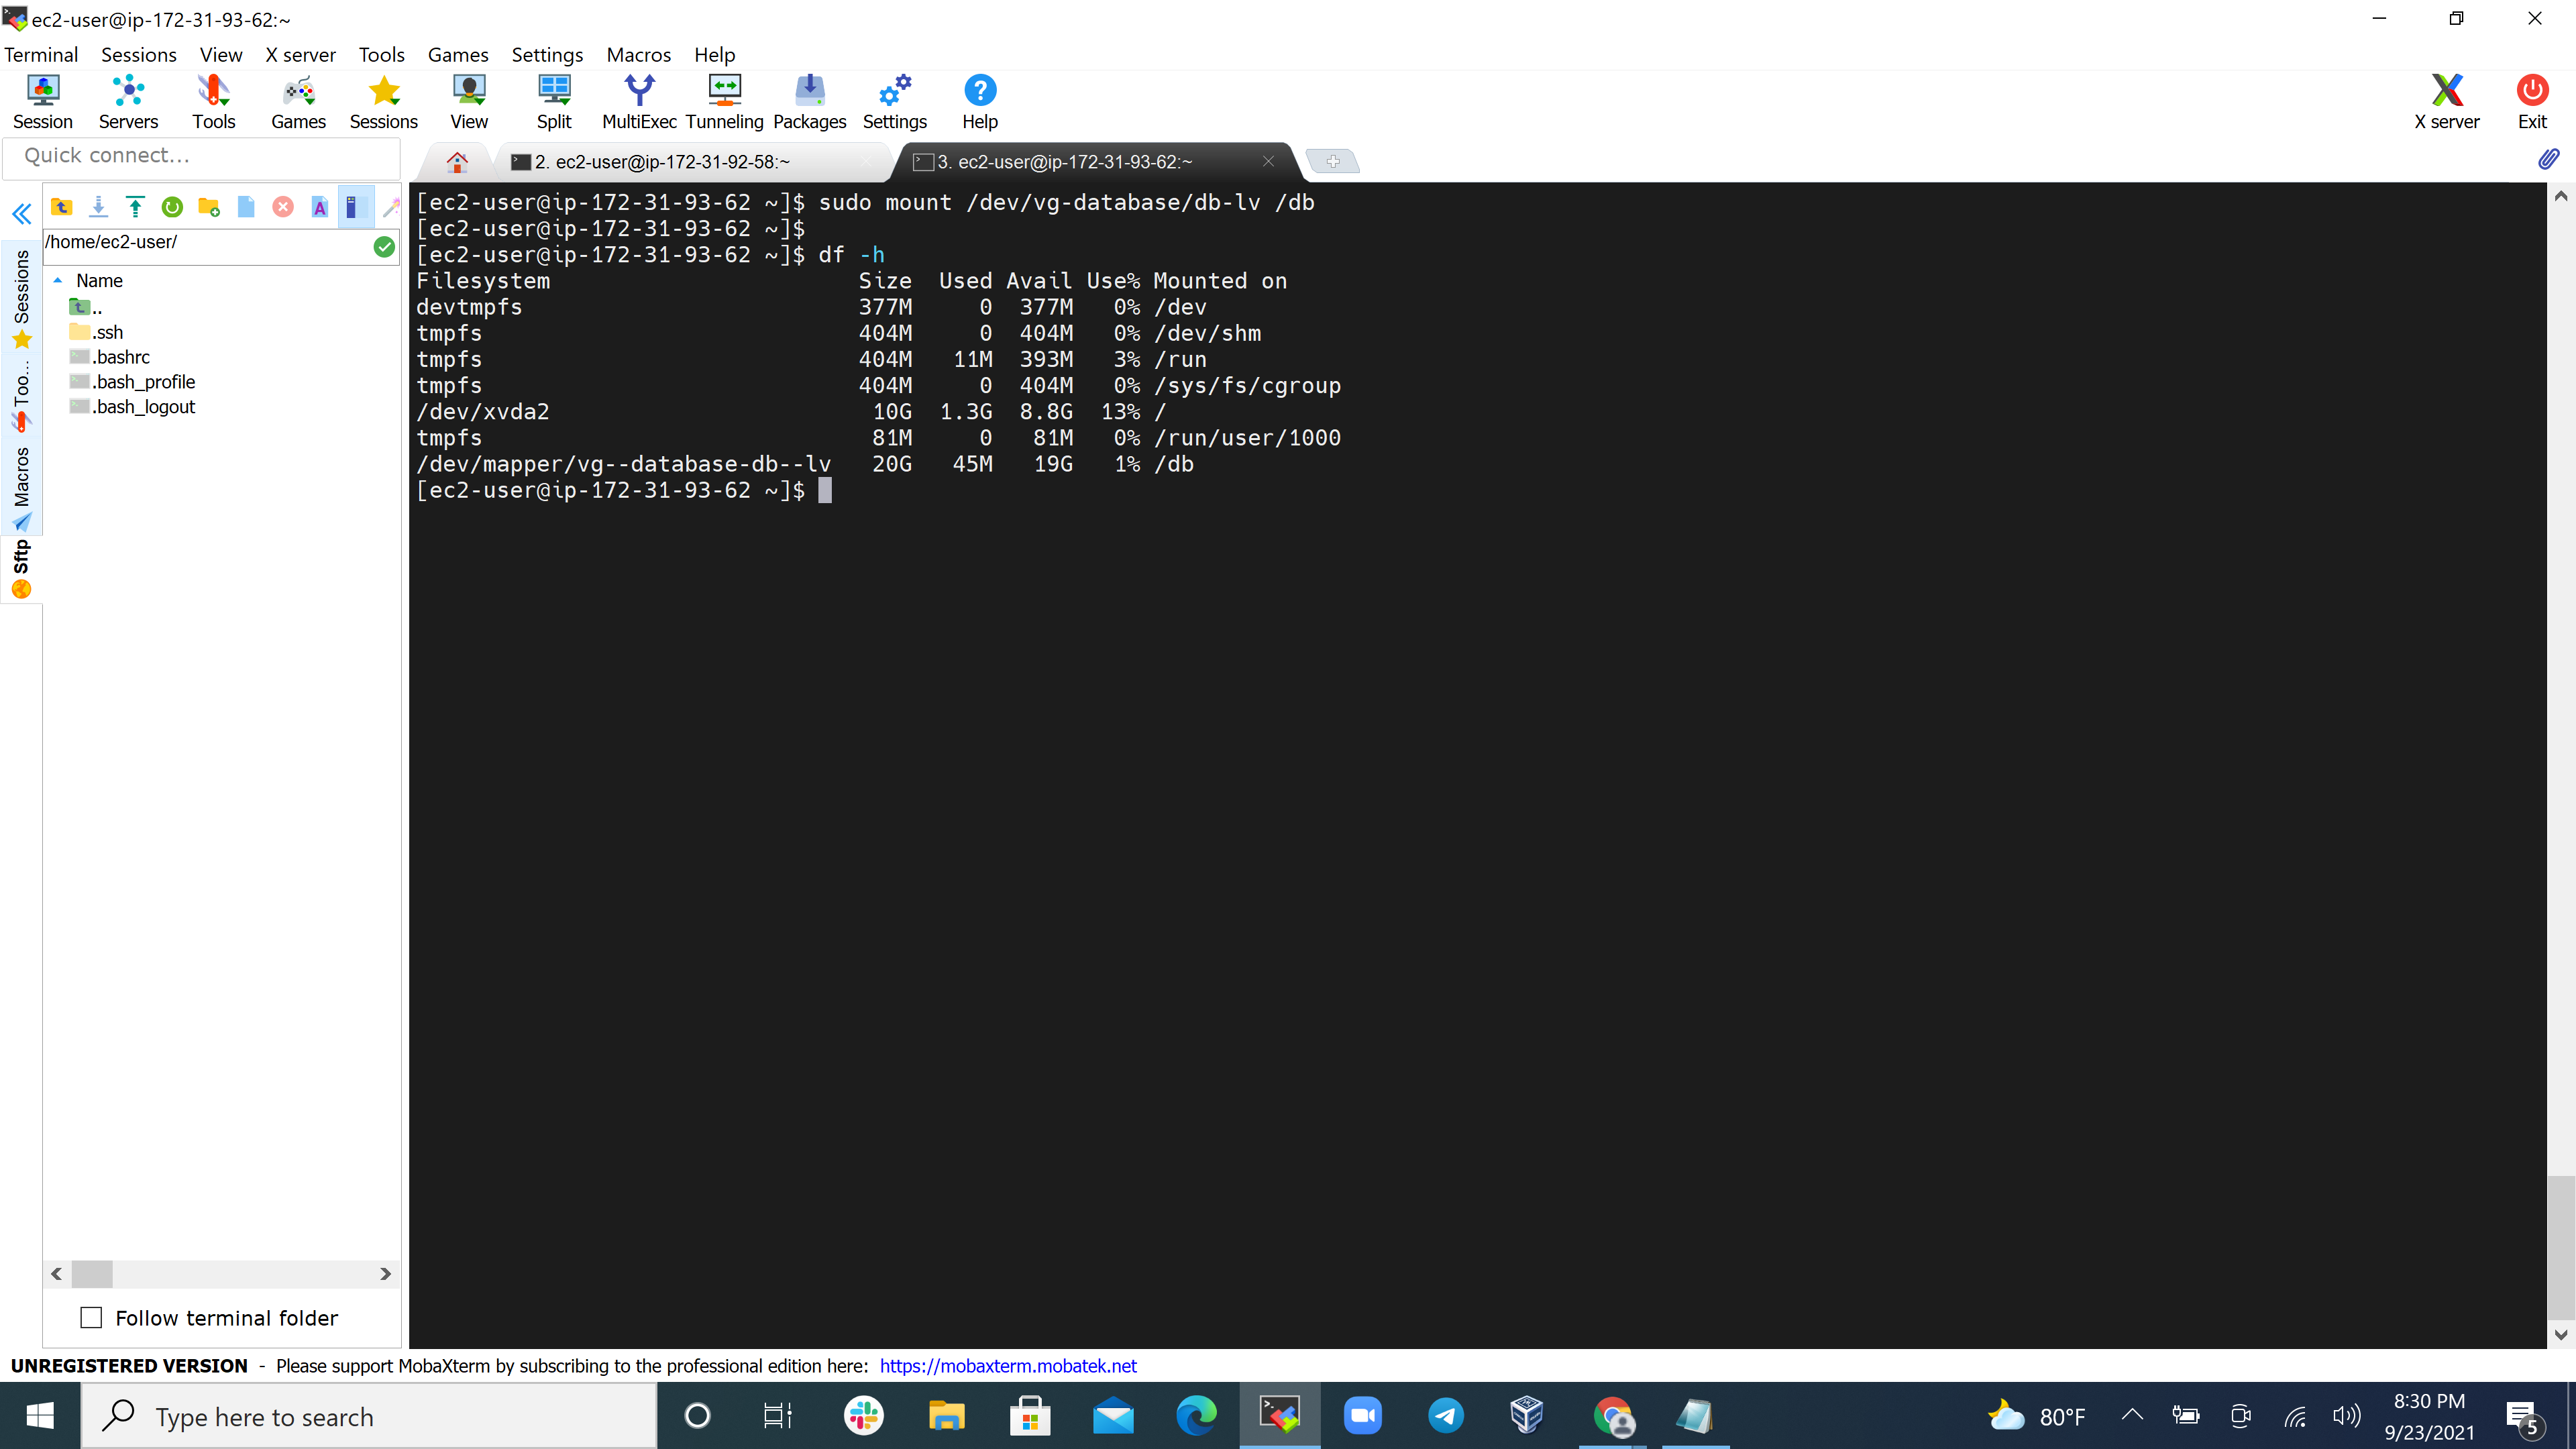 ec2-user@ip-172-31-93-62:~
Terminal Sessions View X server Tools Games Settings Macros Help
Session Servers Tools Games Sessions View Split MultiExec Tunneling Packages Settings Help X server Exit
Quick connect...
2. ec2-user@ip-172-31-92-58:~
3. ec2-user@ip-172-31-93-62:~
/home/ec2-user/
Name
..
.ssh
.bashrc
.bash_profile
.bash_logout
Sessions
Too...
Macros
Sftp
Follow terminal folder
[ec2-user@ip-172-31-93-62 ~]$ sudo mount /dev/vg-database/db-lv /db
[ec2-user@ip-172-31-93-62 ~]$
[ec2-user@ip-172-31-93-62 ~]$ df -h
Filesystem Size Used Avail Use% Mounted on
devtmpfs 377M 0 377M 0% /dev
tmpfs 404M 0 404M 0% /dev/shm
tmpfs 404M 11M 393M 3% /run
tmpfs 404M 0 404M 0% /sys/fs/cgroup
/dev/xvda2 10G 1.3G 8.8G 13% /
tmpfs 81M 0 81M 0% /run/user/1000
/dev/mapper/vg--database-db--lv 20G 45M 19G 1% /db
[ec2-user@ip-172-31-93-62 ~]$
UNREGISTERED VERSION - Please support MobaXterm by subscribing to the professional edition here: https://mobaxterm.mobatek.net
Type here to search
80°F
8:30 PM
9/23/2021
5